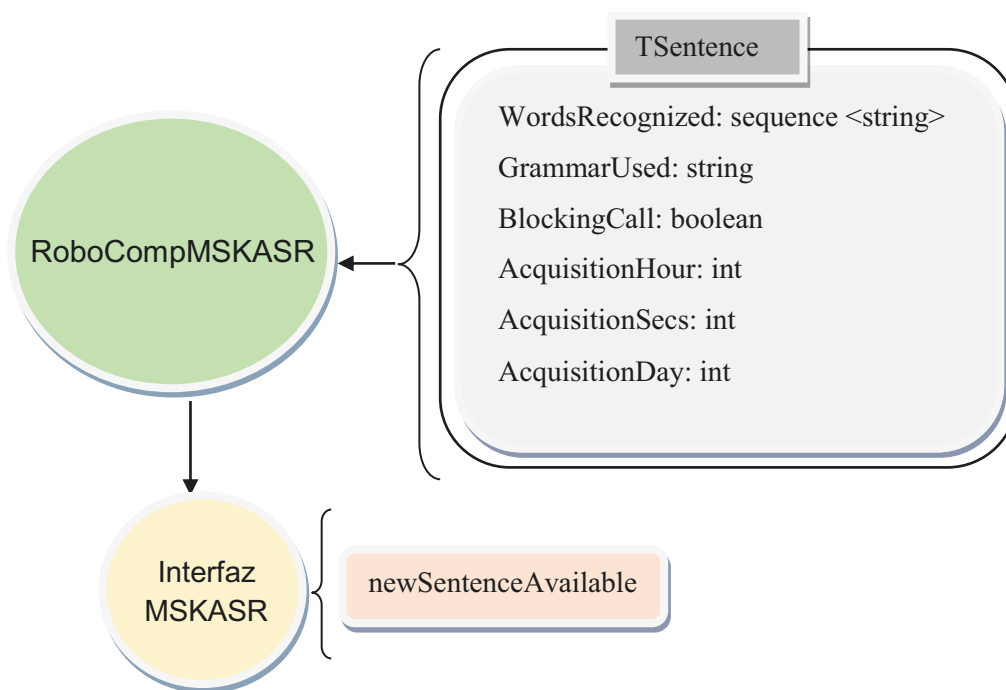 TSentence
WordsRecognized: sequence <string>
GrammarUsed: string
BlockingCall: boolean
AcquisitionHour: int
AcquisitionSecs: int
AcquisitionDay: int
RoboCompMSKASR
Interfaz
MSKASR
newSentenceAvailable